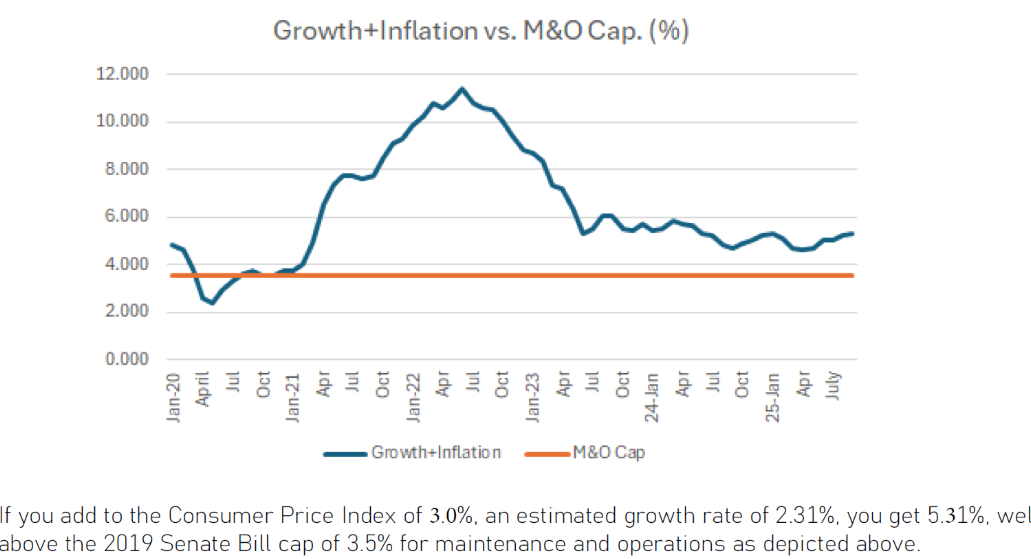 Growth+Inflation vs. M&O Cap. (%)
12.000
10.000
8.000
6.000
4.000
2.000
0.000
Jan-20
April
Jul
Oct
Jan-21
Apr
Jul
Oct
Jan-22
Apr
Jul
Oct
Jan-23
Apr
Jul
Oct
24-Jan
Apr
Jul
Oct
25-Jan
Apr
July
Growth+Inflation
M&O Cap
If you add to the Consumer Price Index of 3.0%, an estimated growth rate of 2.31%, you get 5.31%, wel
above the 2019 Senate Bill cap of 3.5% for maintenance and operations as depicted above.